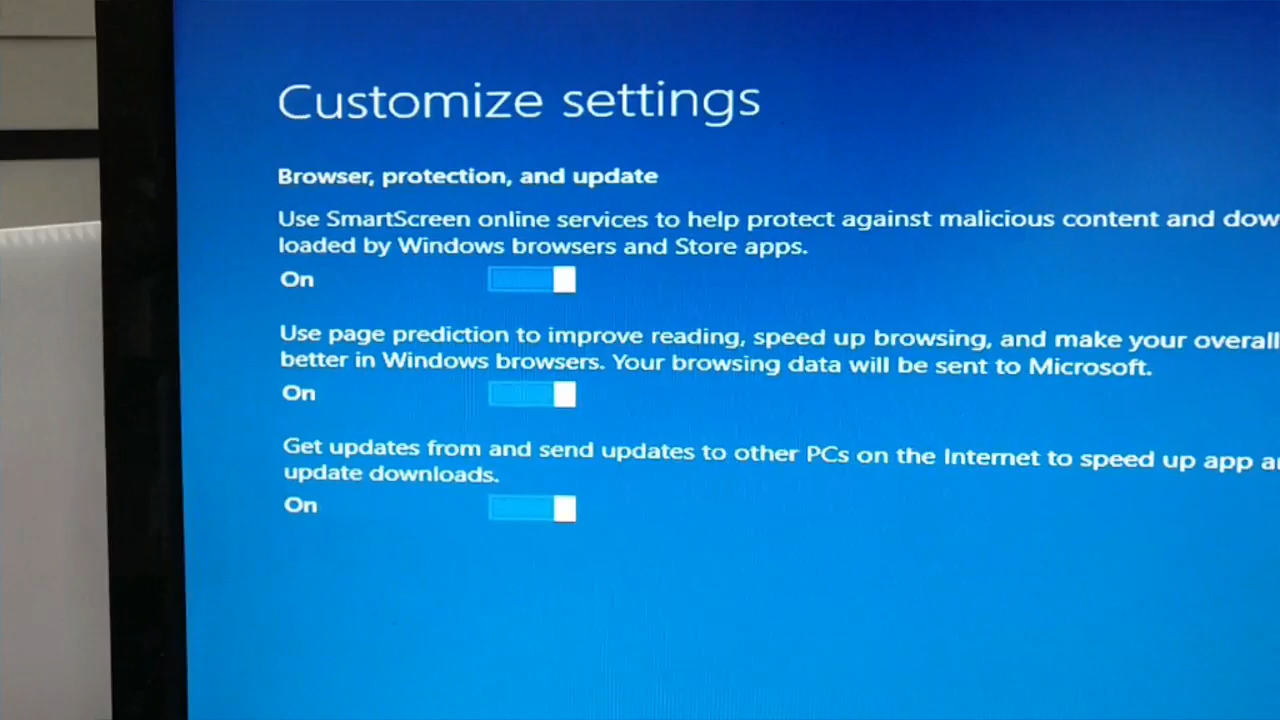 Customize settings
Browser, protection, and update
Use SmartScreen online services to help protect against malicious content and dow
loaded by Windows browsers and Store apps.
On
Use page prediction to improve reading, speed up browsing, and make your overall
better in Windows browsers. Your browsing data will be sent to Microsoft.
On
Get updates from and send updates to other PCs on the Internet to speed up app a
update downloads.
On